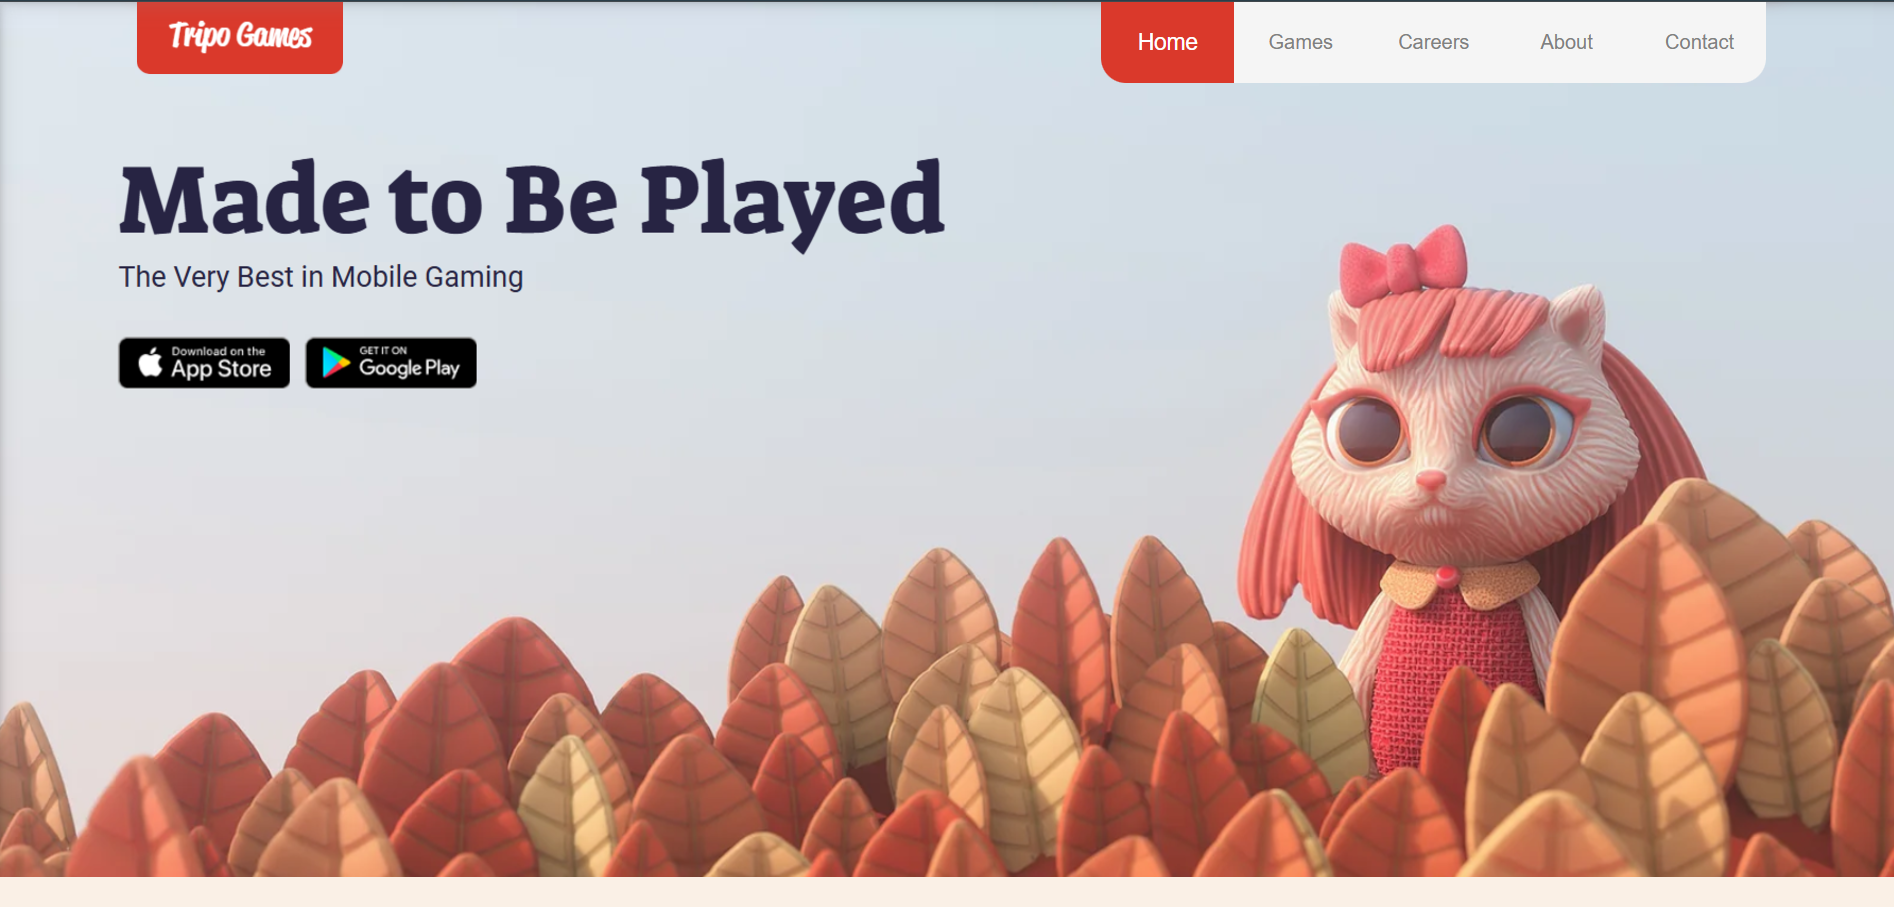 Tripo Games
Home Games Careers About Contact
Made to Be Played
The Very Best in Mobile Gaming
Download on the
App Store
GET IT ON
Google Play